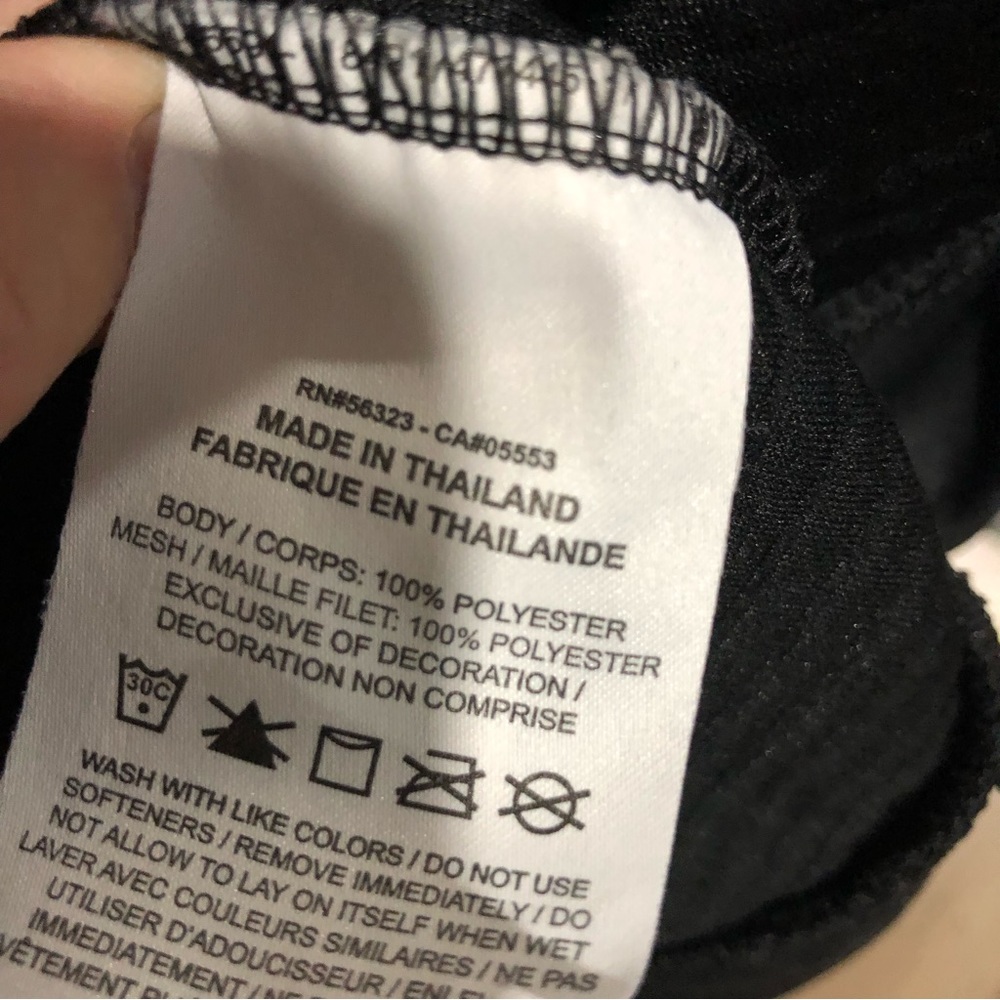 RN#56323 - CA#05553
MADE IN THAILAND
FABRIQUE EN THAILANDE
BODY / CORPS: 100% POLYESTER
MESH / MAILLE FILET: 100% POLYESTER
EXCLUSIVE OF DECORATION /
DECORATION NON COMPRISE
30C
WASH WITH LIKE COLORS / DO NOT USE
SOFTENERS / REMOVE IMMEDIATELY / DO
NOT ALLOW TO LAY ON ITSELF WHEN WET
LAVER AVEC COULEURS SIMILAIRES / NE PAS
UTILISER D'ADOUCISSEUR /
IMMEDIATEMENT /
VÊTEMENT